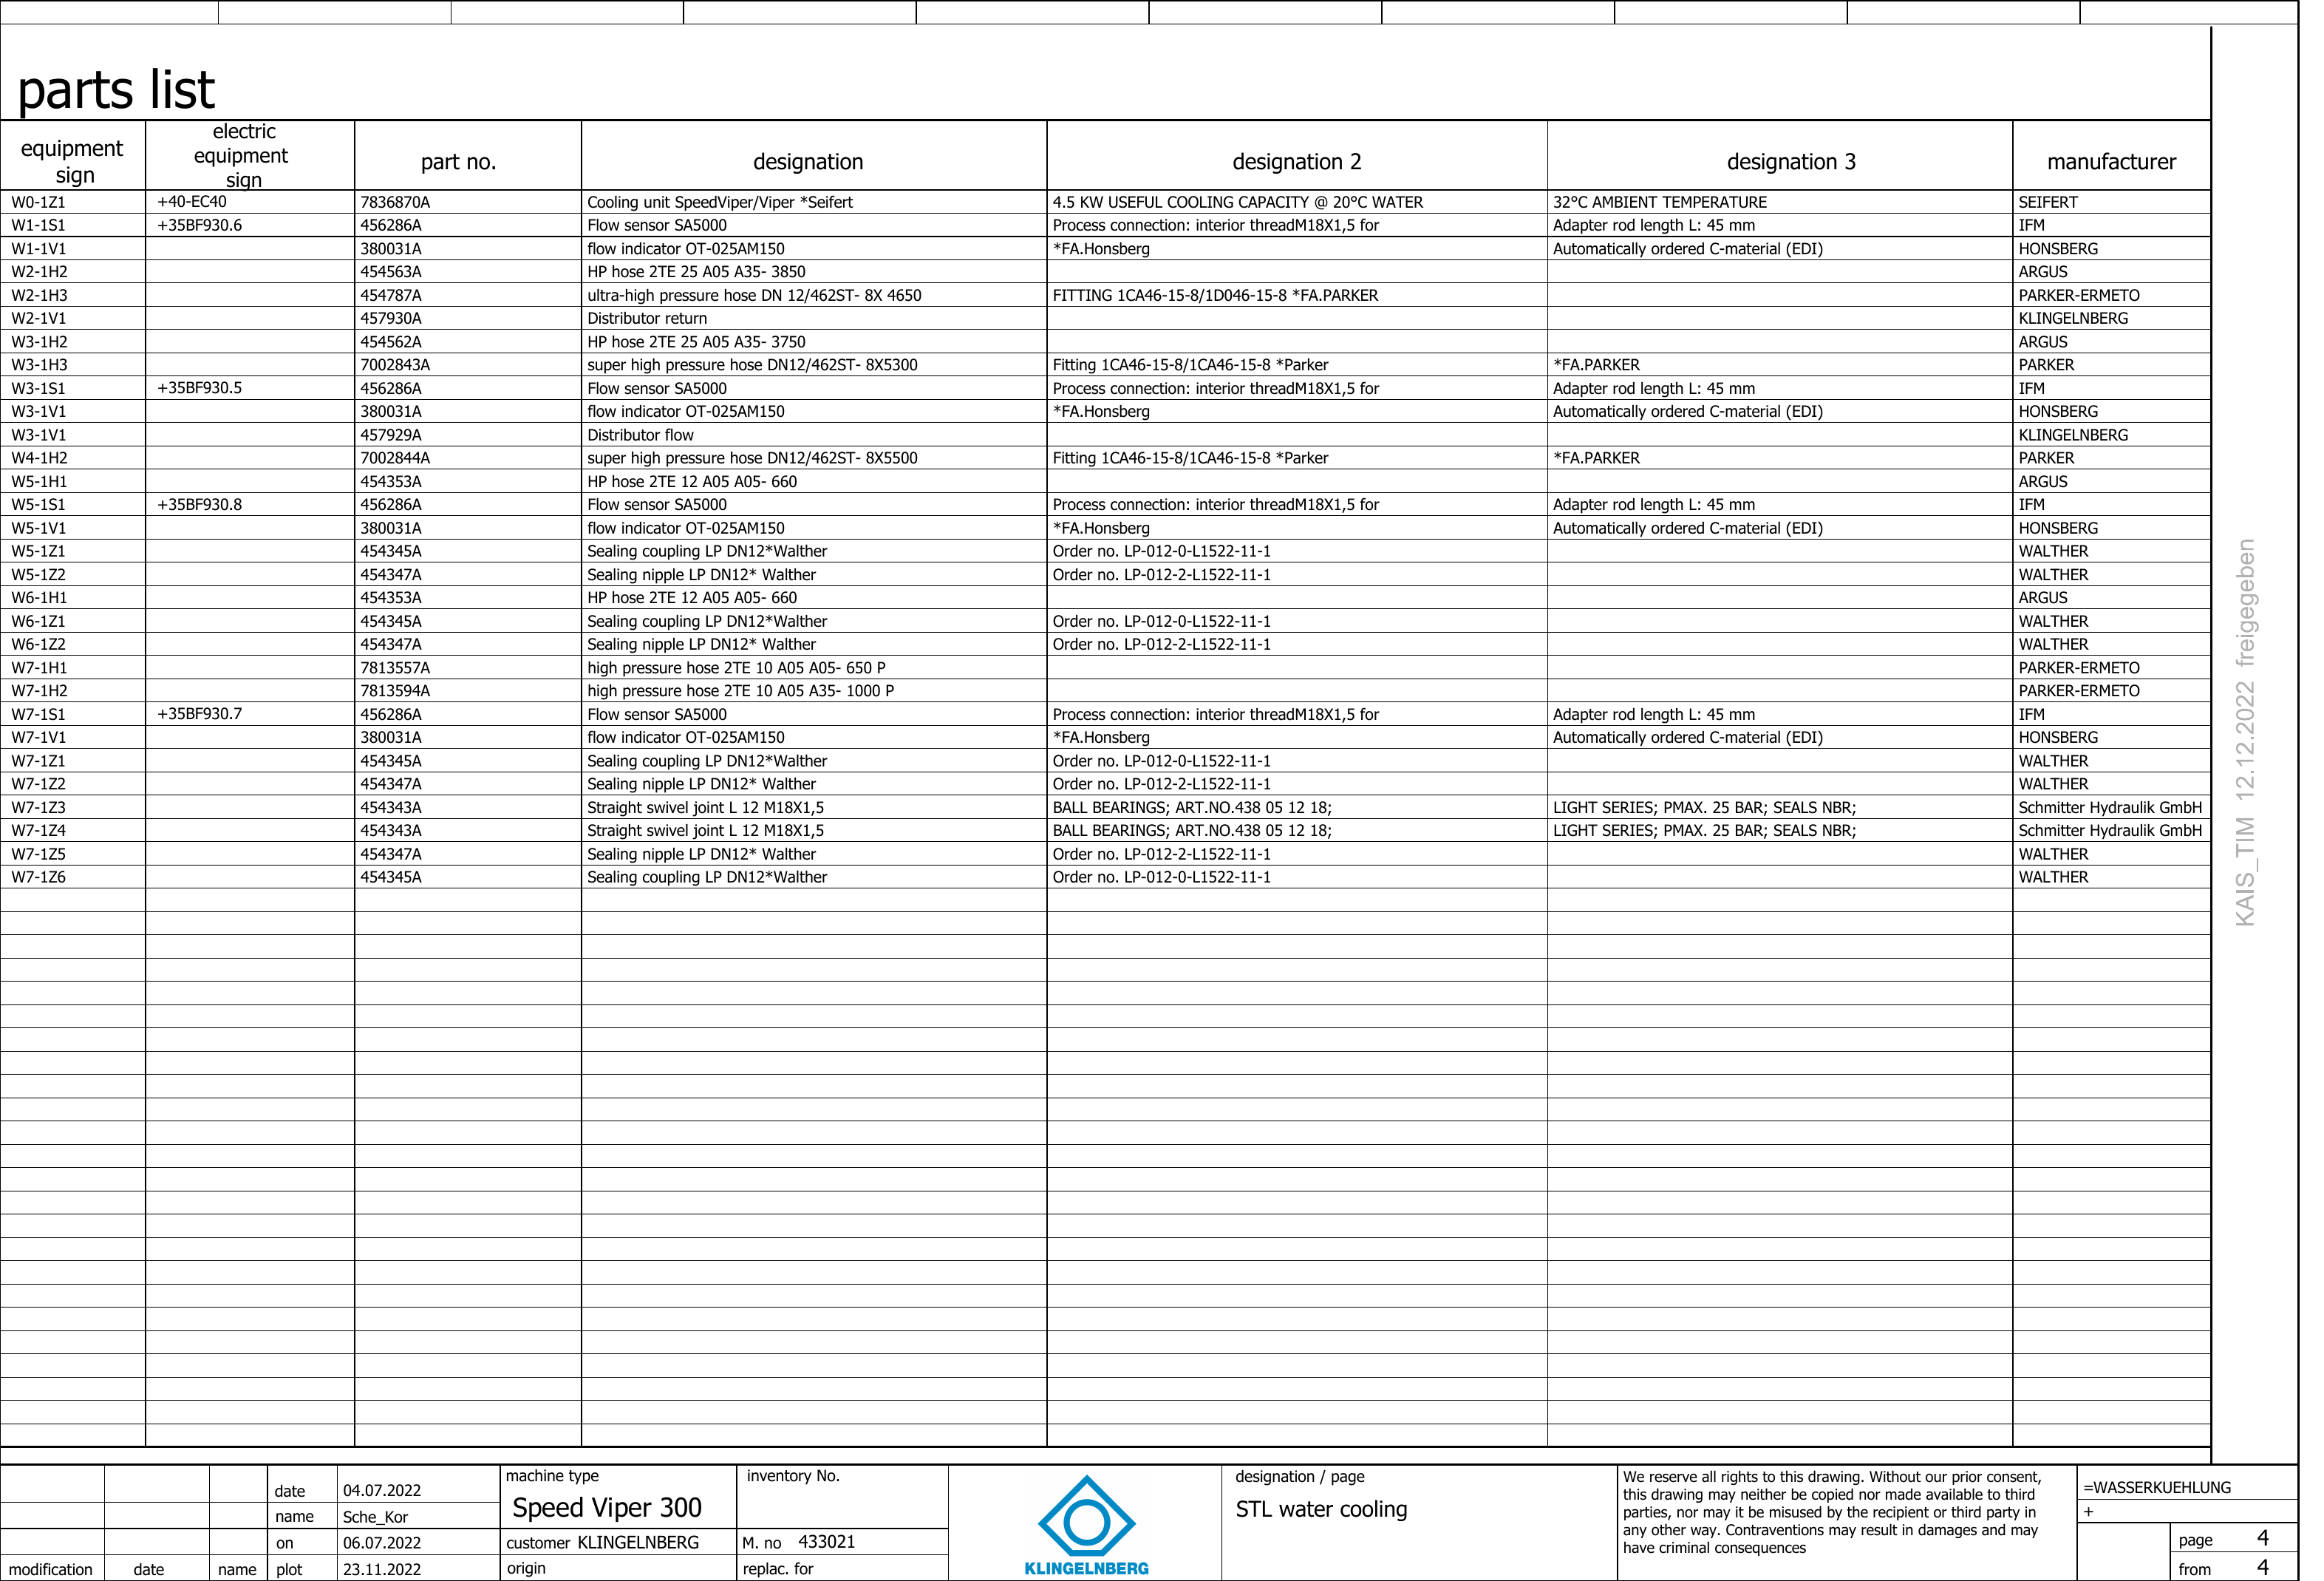 parts list
equipment sign | electric equipment sign | part no. | designation | designation 2 | designation 3 | manufacturer
W0-1Z1 +40-EC40 7836870A Cooling unit SpeedViper/Viper *Seifert 4.5 KW USEFUL COOLING CAPACITY @ 20°C WATER 32°C AMBIENT TEMPERATURE SEIFERT
W1-1S1 +35BF930.6 456286A Flow sensor SA5000 Process connection: interior threadM18X1,5 for Adapter rod length L: 45 mm IFM
W1-1V1 380031A flow indicator OT-025AM150 *FA.Honsberg Automatically ordered C-material (EDI) HONSBERG
W2-1H2 454563A HP hose 2TE 25 A05 A35- 3850 ARGUS
W2-1H3 454787A ultra-high pressure hose DN 12/462ST- 8X 4650 FITTING 1CA46-15-8/1D046-15-8 *FA.PARKER PARKER-ERMETO
W2-1V1 457930A Distributor return KLINGELNBERG
W3-1H2 454562A HP hose 2TE 25 A05 A35- 3750 ARGUS
W3-1H3 7002843A super high pressure hose DN12/462ST- 8X5300 Fitting 1CA46-15-8/1CA46-15-8 *Parker *FA.PARKER PARKER
W3-1S1 +35BF930.5 456286A Flow sensor SA5000 Process connection: interior threadM18X1,5 for Adapter rod length L: 45 mm IFM
W3-1V1 380031A flow indicator OT-025AM150 *FA.Honsberg Automatically ordered C-material (EDI) HONSBERG
W3-1V1 457929A Distributor flow KLINGELNBERG
W4-1H2 7002844A super high pressure hose DN12/462ST- 8X5500 Fitting 1CA46-15-8/1CA46-15-8 *Parker *FA.PARKER PARKER
W5-1H1 454353A HP hose 2TE 12 A05 A05- 660 ARGUS
W5-1S1 +35BF930.8 456286A Flow sensor SA5000 Process connection: interior threadM18X1,5 for Adapter rod length L: 45 mm IFM
W5-1V1 380031A flow indicator OT-025AM150 *FA.Honsberg Automatically ordered C-material (EDI) HONSBERG
W5-1Z1 454345A Sealing coupling LP DN12*Walther Order no. LP-012-0-L1522-11-1 WALTHER
W5-1Z2 454347A Sealing nipple LP DN12* Walther Order no. LP-012-2-L1522-11-1 WALTHER
W6-1H1 454353A HP hose 2TE 12 A05 A05- 660 ARGUS
W6-1Z1 454345A Sealing coupling LP DN12*Walther Order no. LP-012-0-L1522-11-1 WALTHER
W6-1Z2 454347A Sealing nipple LP DN12* Walther Order no. LP-012-2-L1522-11-1 WALTHER
W7-1H1 7813557A high pressure hose 2TE 10 A05 A05- 650 P PARKER-ERMETO
W7-1H2 7813594A high pressure hose 2TE 10 A05 A35- 1000 P PARKER-ERMETO
W7-1S1 +35BF930.7 456286A Flow sensor SA5000 Process connection: interior threadM18X1,5 for Adapter rod length L: 45 mm IFM
W7-1V1 380031A flow indicator OT-025AM150 *FA.Honsberg Automatically ordered C-material (EDI) HONSBERG
W7-1Z1 454345A Sealing coupling LP DN12*Walther Order no. LP-012-0-L1522-11-1 WALTHER
W7-1Z2 454347A Sealing nipple LP DN12* Walther Order no. LP-012-2-L1522-11-1 WALTHER
W7-1Z3 454343A Straight swivel joint L 12 M18X1,5 BALL BEARINGS; ART.NO.438 05 12 18; LIGHT SERIES; PMAX. 25 BAR; SEALS NBR; Schmitter Hydraulik GmbH
W7-1Z4 454343A Straight swivel joint L 12 M18X1,5 BALL BEARINGS; ART.NO.438 05 12 18; LIGHT SERIES; PMAX. 25 BAR; SEALS NBR; Schmitter Hydraulik GmbH
W7-1Z5 454347A Sealing nipple LP DN12* Walther Order no. LP-012-2-L1522-11-1 WALTHER
W7-1Z6 454345A Sealing coupling LP DN12*Walther Order no. LP-012-0-L1522-11-1 WALTHER
KAIS_TIM 12.12.2022 freigegeben
date 04.07.2022
name Sche_Kor
on 06.07.2022
modification date name plot 23.11.2022
machine type
Speed Viper 300
customer KLINGELNBERG
origin
inventory No.
M. no 433021
replac. for
KLINGELNBERG
designation / page
STL water cooling
We reserve all rights to this drawing. Without our prior consent,
this drawing may neither be copied nor made available to third
parties, nor may it be misused by the recipient or third party in
any other way. Contraventions may result in damages and may
have criminal consequences
=WASSERKUEHLUNG
+
page 4
from 4